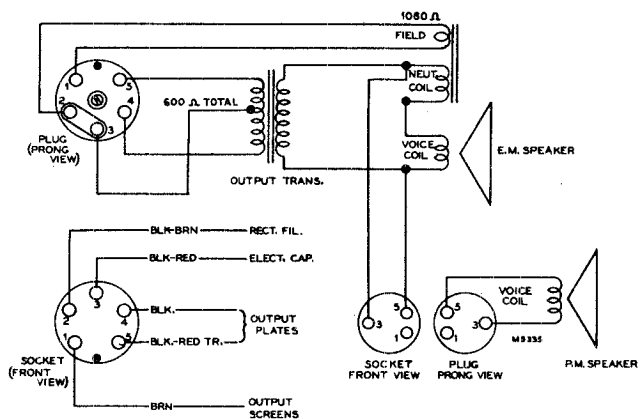 1060 Ω
FIELD
NEUT.
COIL
VOICE
COIL
E.M. SPEAKER
600 Ω TOTAL
OUTPUT TRANS.
1
5
2
4
3
PLUG
(PRONG
VIEW)
BLK-BRN
RECT. FIL.
BLK-RED
ELECT. CAP.
BLK.
BLK.-RED TR.
OUTPUT
PLATES
3
2
4
1
5
SOCKET
(FRONT
VIEW)
BRN
OUTPUT
SCREENS
5
3
1
SOCKET
FRONT VIEW
5
3
1
PLUG
PRONG VIEW
VOICE
COIL
MS335
P.M. SPEAKER